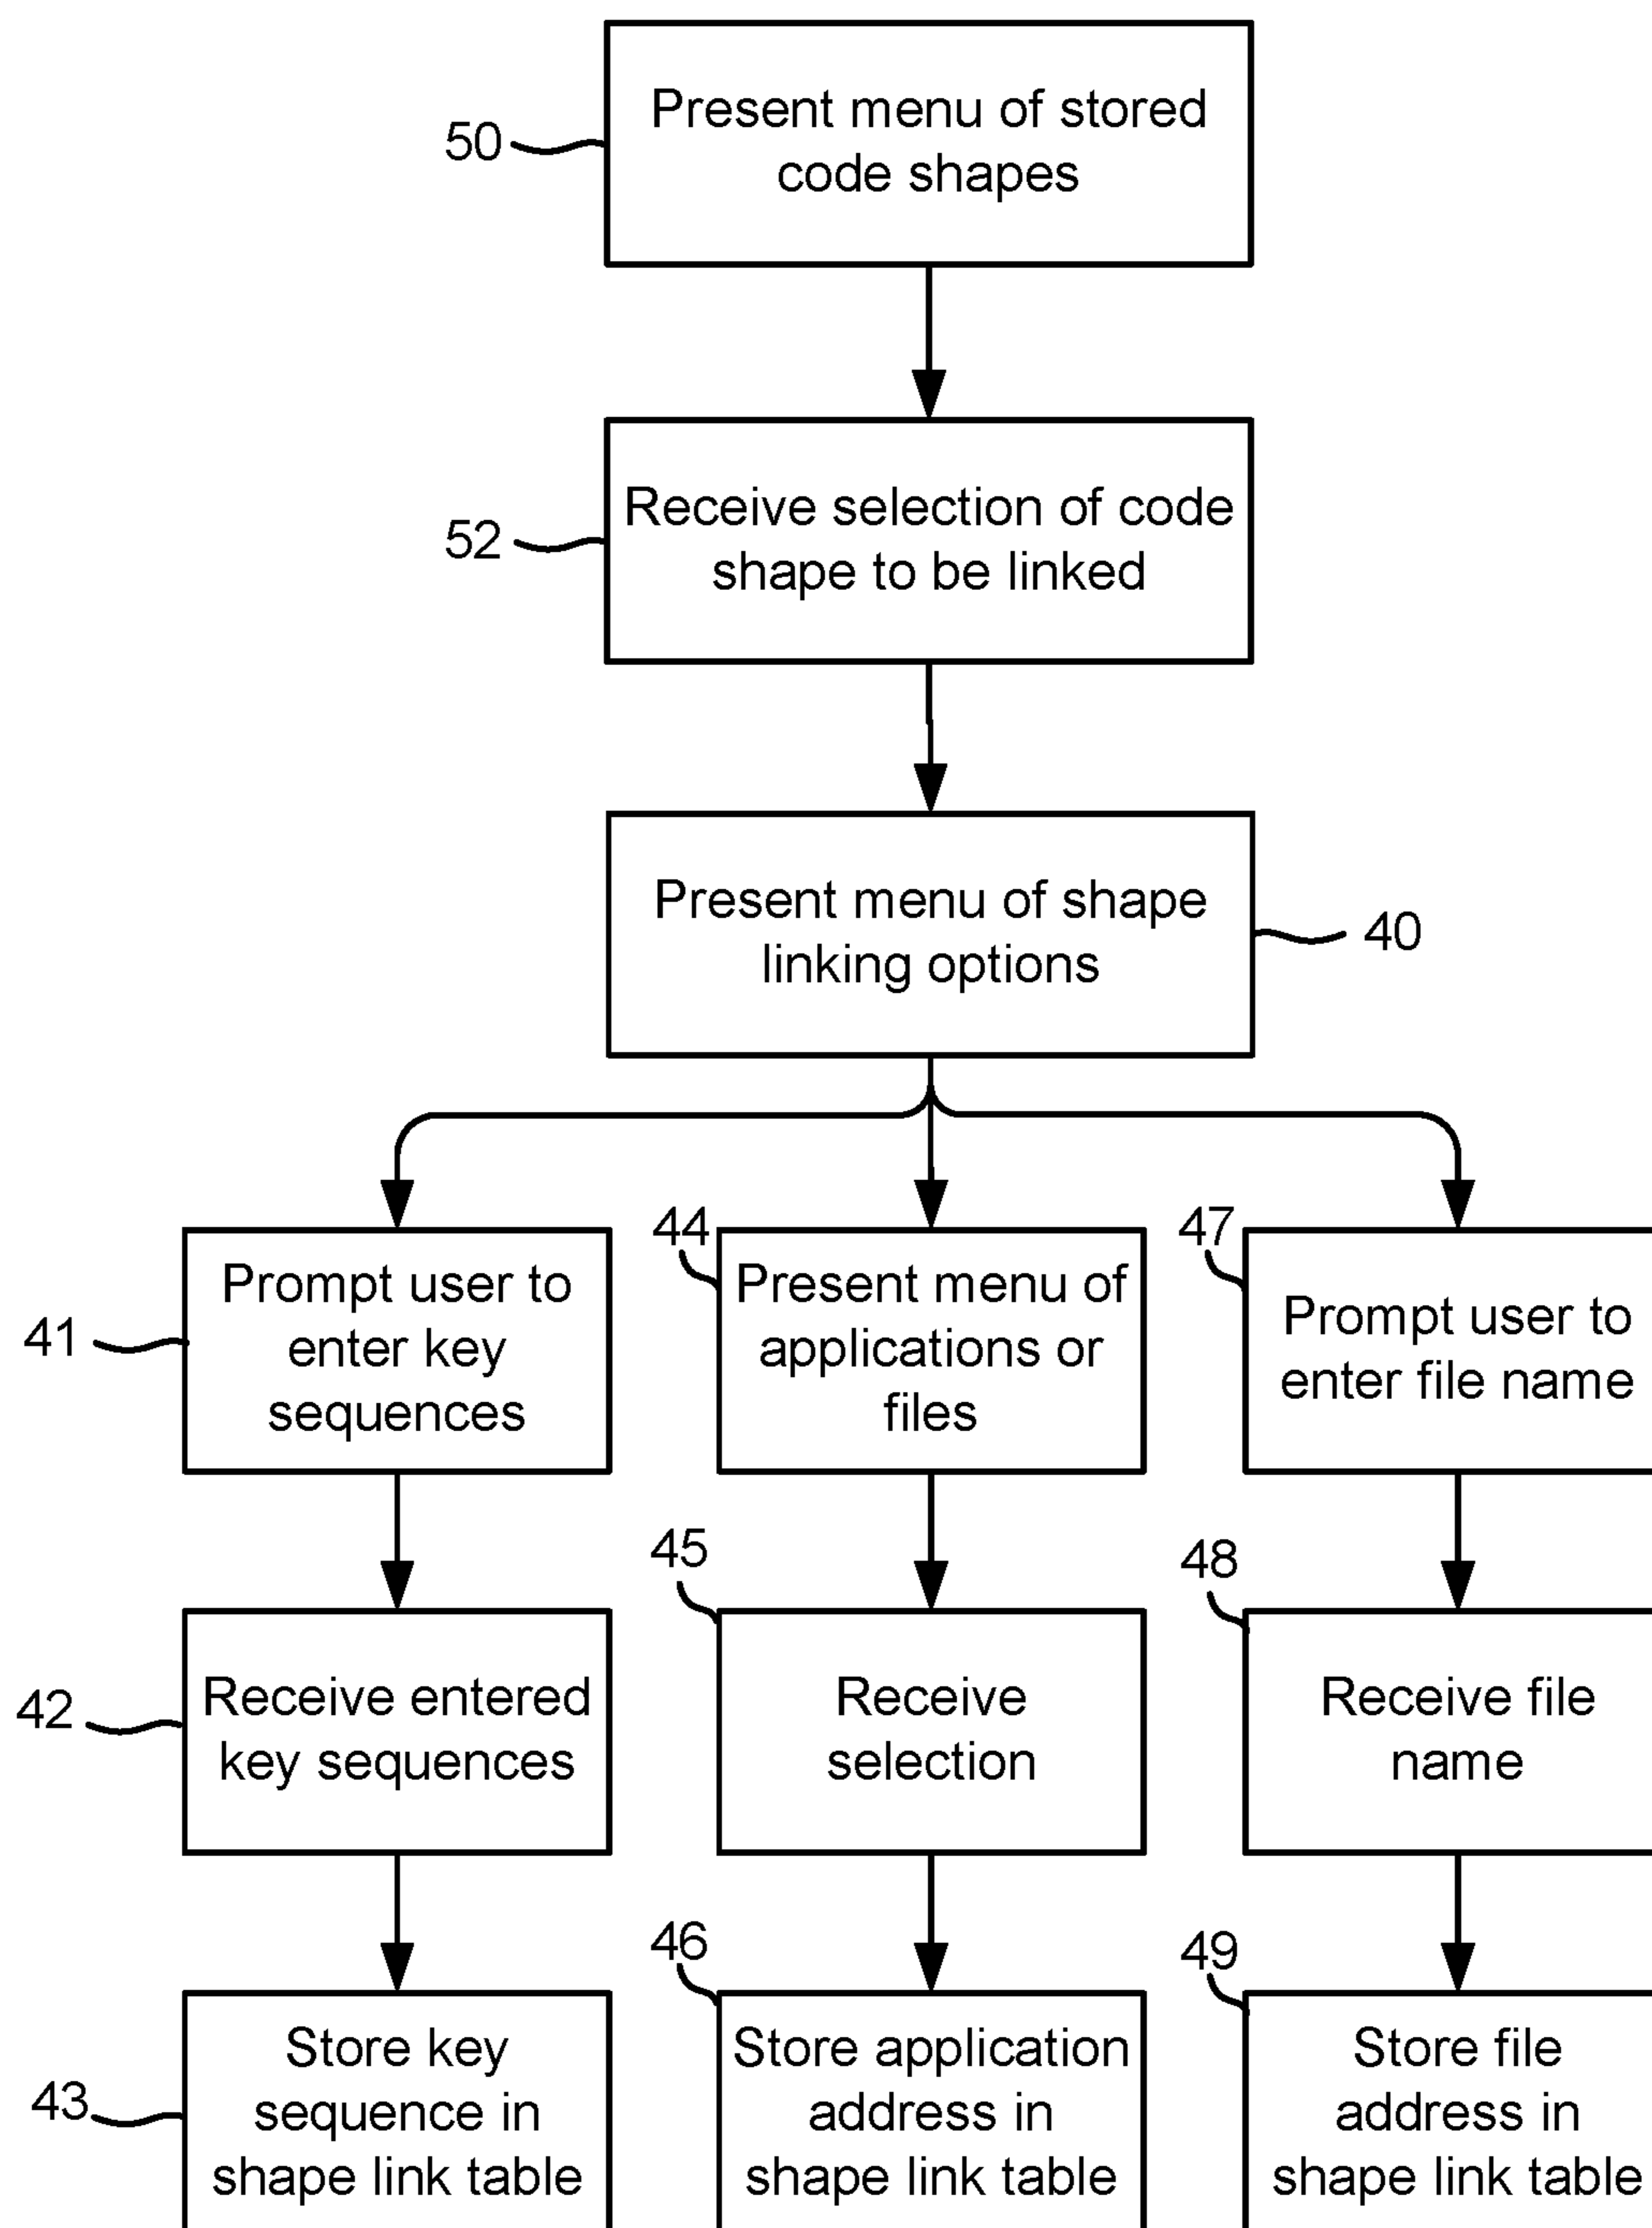 50
Present menu of stored
code shapes
52
Receive selection of code
shape to be linked
Present menu of shape
linking options
40
41
Prompt user to
enter key
sequences
44
Present menu of
applications or
files
47
Prompt user to
enter file name
42
Receive entered
key sequences
45
Receive
selection
48
Receive file
name
43
Store key
sequence in
shape link table
46
Store application
address in
shape link table
49
Store file
address in
shape link table